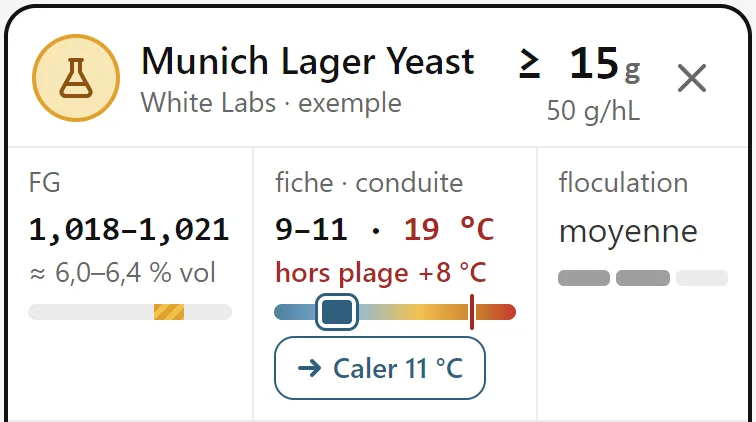 Munich Lager Yeast
White Labs · exemple
≥ 15 g
50 g/hL
FG
1,018–1,021
≈ 6,0–6,4 % vol
fiche · conduite
9–11 · 19 °C
hors plage +8 °C
→ Caler 11 °C
floculation
moyenne